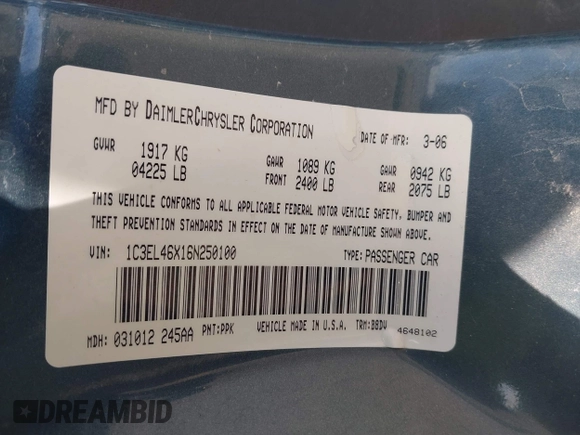 MFD BY DAIMLERCHRYSLER CORPORATION DATE OF MFR: 3-06
GVWR 1917 KG GAWR 1089 KG GAWR 0942 KG
04225 LB FRONT 2400 LB REAR 2075 LB
THIS VEHICLE CONFORMS TO ALL APPLICABLE FEDERAL MOTOR VEHICLE SAFETY, BUMPER AND
THEFT PREVENTION STANDARDS IN EFFECT ON THE DATE OF MANUFACTURE SHOWN ABOVE.
VIN: 1C3EL46X16N250100 TYPE: PASSENGER CAR
MDH: 031012 245AA PNT:PPK VEHICLE MADE IN U.S.A. TRM:BBDV 4648102
DREAMBID